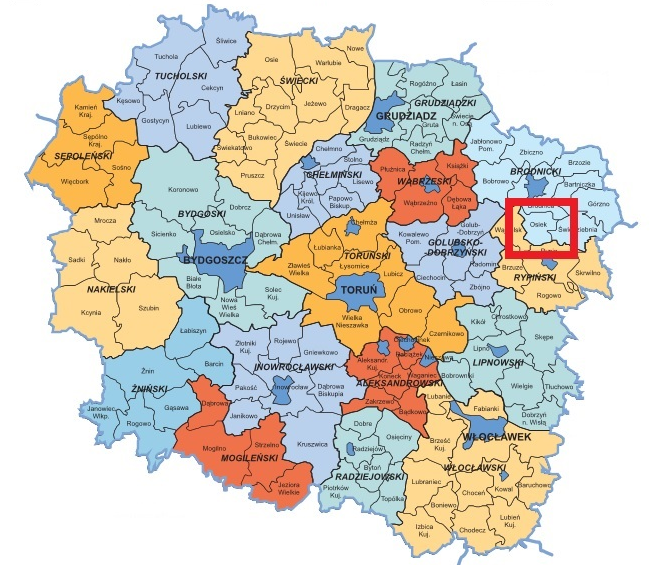 Śliwice
Tuchola
TUCHOLSKI
Cekcyn
Kęsowo
Gostycyn
Lubiewo
Nowe
Osie
Warlubie
ŚWIECKI
Lniano
Drzycim
Jeżewo
Dragacz
Bukowiec
Świekatowo
Świecie
Pruszcz
Kamień
Kraj.
Sępolno
Kraj.
SĘPOLEŃSKI
Sośno
Więcbork
Rogóźno
Łasin
GRUDZIĄDZKI
GRUDZIĄDZ
Gruta
Świecie
n. Os.
Grudziądz
Radzyń
Chełm.
Jabłonowo
Pom.
Zbiczno
Brzozie
BRODNICKI
Bobrowo
Bartniczka
Górzno
Brodnica
Osiek
Świedziebnia
Chełmno
Stolno
CHEŁMIŃSKI
Lisewo
Kijewo
Król.
Papowo
Biskup.
Unisław
Płużnica
Książki
WĄBRZESKI
Wąbrzeźno
Dębowa
Łąka
Koronowo
BYDGOSKI
Dobrcz
Sicienko
Osielsko
Dąbrowa
Chełm.
BYDGOSZCZ
Białe
Błota
Nowa
Wieś
Wielka
Solec
Kuj.
Chełmża
Łubianka
TORUŃSKI
Łysomice
Zławieś
Wielka
Lubicz
TORUŃ
Wielka
Nieszawka
Obrowo
Czernikowo
Kowalewo
Pom.
Golub-
Dobrzyń
GOLUBSKO-
DOBRZYŃSKI
Radomin
Ciechocin
Zbójno
Wąpielsk
Brzuze
RYPIŃSKI
Skrwilno
Rogowo
Mrocza
Sadki
Nakło
NAKIELSKI
Kcynia
Szubin
Łabiszyn
Żnin
Barcin
ŻNIŃSKI
Janowiec
Wlkp.
Gąsawa
Rogowo
Złotniki
Kuj.
Rojewo
Gniewkowo
INOWROCŁAWSKI
Pakość
Inowrocław
Dąbrowa
Biskupia
Janikowo
Kruszwica
Dąbrowa
Mogilno
Strzelno
MOGILEŃSKI
Jeziora
Wielkie
Ciechocinek
Aleksandr.
Kuj.
Raciążek
Nieszawa
Waganiec
ALEKSANDROWSKI
Zakrzewo
Bądkowo
Kikół
Chrostkowo
Skępe
Lipno
LIPNOWSKI
Bobrowniki
Wielgie
Tłuchowo
Dobrzyń
n. Wisłą
Dobre
Osięciny
Radziejów
Bytoń
RADZIEJOWSKI
Piotrków
Kuj.
Topólka
Lubanie
Fabianki
WŁOCŁAWEK
Brześć
Kuj.
WŁOCŁAWSKI
Lubraniec
Choceń
Kowal
Baruchowo
Boniewo
Izbica
Kuj.
Chodecz
Lubień
Kuj.